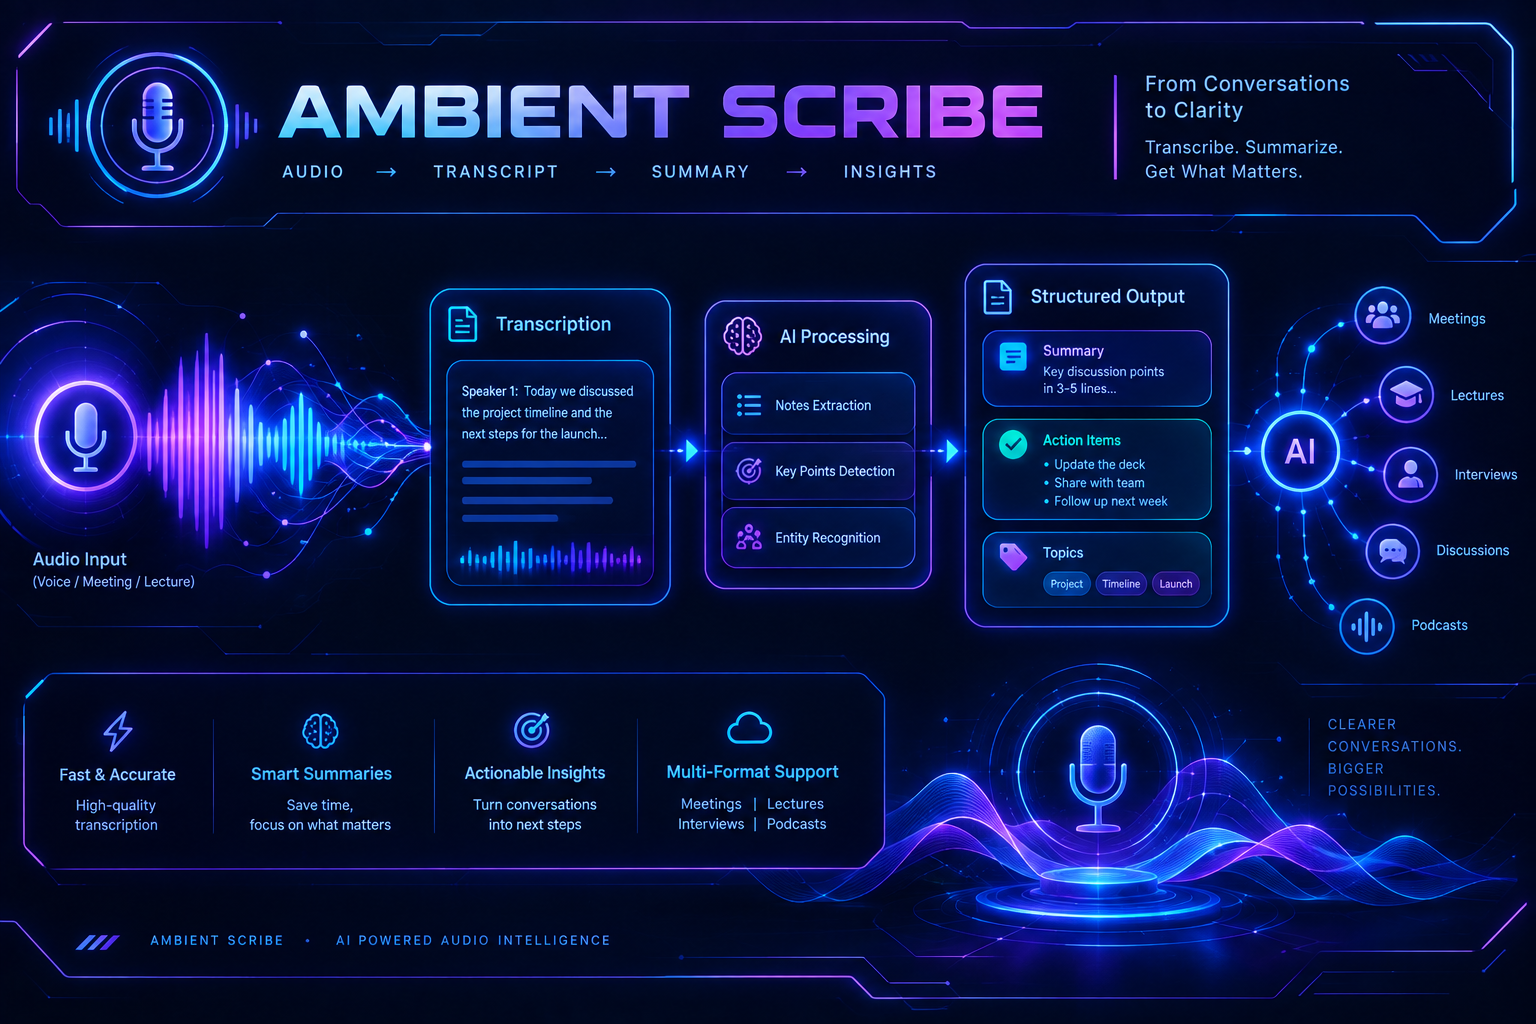 AMBIENT SCRIBE
AUDIO → TRANSCRIPT → SUMMARY → INSIGHTS
From Conversations
to Clarity
Transcribe. Summarize.
Get What Matters.
Audio Input
(Voice / Meeting / Lecture)
Transcription
Speaker 1: Today we discussed
the project timeline and the
next steps for the launch...
AI Processing
Notes Extraction
Key Points Detection
Entity Recognition
Structured Output
Summary
Key discussion points
in 3-5 lines...
Action Items
• Update the deck
• Share with team
• Follow up next week
Topics
Project Timeline Launch
AI
Meetings
Lectures
Interviews
Discussions
Podcasts
Fast & Accurate
High-quality
transcription
Smart Summaries
Save time,
focus on what matters
Actionable Insights
Turn conversations
into next steps
Multi-Format Support
Meetings | Lectures
Interviews | Podcasts
CLEARER
CONVERSATIONS.
BIGGER
POSSIBILITIES.
AMBIENT SCRIBE • AI POWERED AUDIO INTELLIGENCE